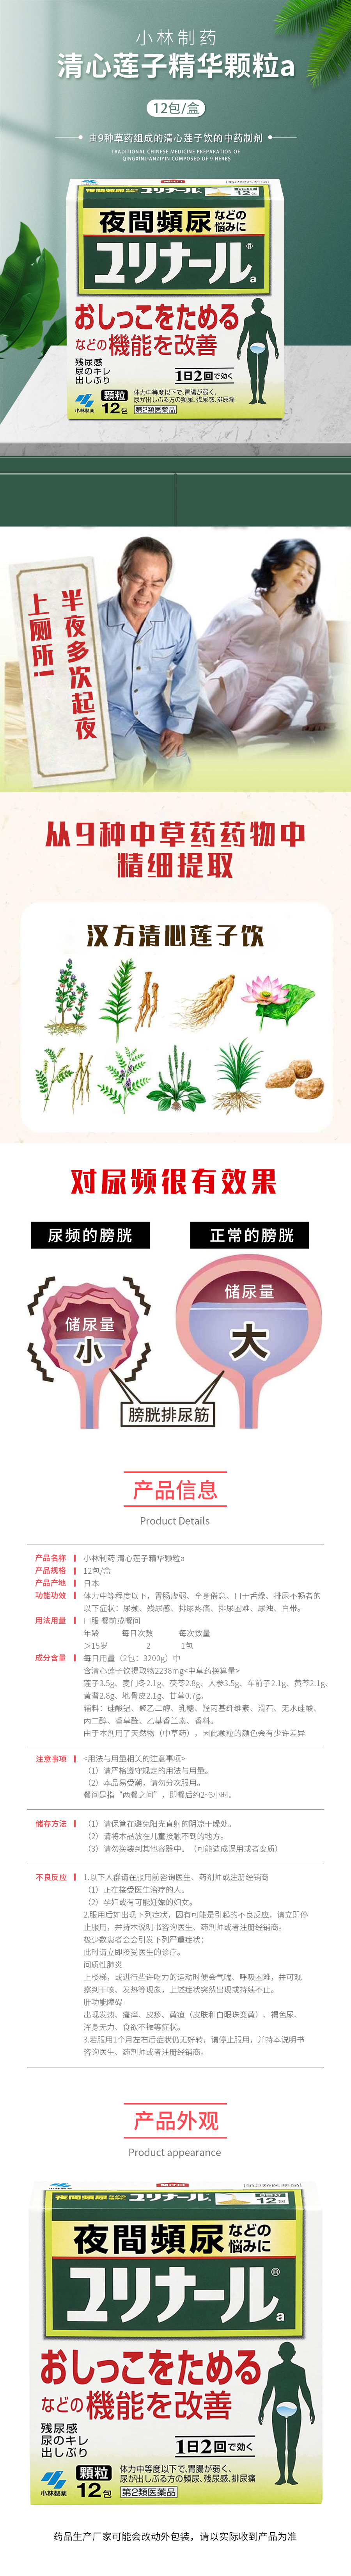 小林制药
清心莲子精华颗粒a
12包/盒
由9种草药组成的清心莲子饮的中药制剂
TRADITIONAL CHINESE MEDICINE PREPARATION OF
QINGXINLIANZIYIN COMPOSED OF 9 HERBS
夜間頻尿
ユリナール
12包
夜間頻尿などの悩みに
ユリナール®a
おしっこをためる
などの機能を改善
残尿感
尿のキレ
出しぶり
1日2回で効く
小林製薬
顆粒
12包
体力中等度以下で、胃腸が弱く、
尿が出しぶる方の頻尿、残尿感、排尿痛
第2類医薬品
半夜多次起夜
上厕所!
从9种中草药药物中
精细提取
汉方清心莲子饮
对尿频很有效果
尿频的膀胱
正常的膀胱
储尿量
小
储尿量
大
膀胱排尿筋
产品信息
Product Details
产品名称 小林制药 清心莲子精华颗粒a
产品规格 12包/盒
产品产地 日本
功能功效 体力中等程度以下，胃肠虚弱、全身倦怠、口干舌燥、排尿不畅者的
以下症状：尿频、残尿感、排尿疼痛、排尿困难、尿浊、白带。
用法用量 口服 餐前或餐间
年龄 每日次数 每次数量
＞15岁 2 1包
成分含量 每日用量（2包：3200g）中
含清心莲子饮提取物2238mg<中草药换算量>
莲子3.5g、麦门冬2.1g、茯苓2.8g、人参3.5g、车前子2.1g、黄芩2.1g、
黄耆2.8g、地骨皮2.1g、甘草0.7g。
辅料：硅酸铝、聚乙二醇、乳糖、羟丙基纤维素、滑石、无水硅酸、
丙二醇、香草醛、乙基香兰素、香料。
由于本剂用了天然物（中草药），因此颗粒的颜色会有少许差异
注意事项 <用法与用量相关的注意事项>
（1）请严格遵守规定的用法与用量。
（2）本品易受潮，请勿分次服用。
餐间是指“两餐之间”，即餐后约2~3小时。
储存方法 （1）请保管在避免阳光直射的阴凉干燥处。
（2）请将本品放在儿童接触不到的地方。
（3）请勿换装到其他容器中。（可能造成误用或者变质）
不良反应 1.以下人群请在服用前咨询医生、药剂师或注册经销商
（1）正在接受医生治疗的人。
（2）孕妇或有可能妊娠的妇女。
2.服用后如出现下列症状，因有可能是引起的不良反应，请立即停
止服用，并持本说明书咨询医生、药剂师或者注册经销商。
极少数患者会会引发下列严重症状：
此时请立即接受医生的诊疗。
间质性肺炎
上楼梯，或进行些许吃力的运动时便会气喘、呼吸困难，并可观
察到干咳、发热等现象，上述症状突然出现或持续不止。
肝功能障碍
出现发热、瘙痒、皮疹、黄疸（皮肤和白眼珠变黄）、褐色尿、
浑身无力、食欲不振等症状。
3.若服用1个月左右后症状仍无好转，请停止服用，并持本说明书
咨询医生、药剂师或者注册经销商。
产品外观
Product appearance
夜間頻尿
ユリナール
12包
夜間頻尿などの悩みに
ユリナール®a
おしっこをためる
などの機能を改善
残尿感
尿のキレ
出しぶり
1日2回で効く
小林製薬
顆粒
12包
体力中等度以下で、胃腸が弱く、
尿が出しぶる方の頻尿、残尿感、排尿痛
第2類医薬品
药品生产厂家可能会改动外包装，请以实际收到产品为准